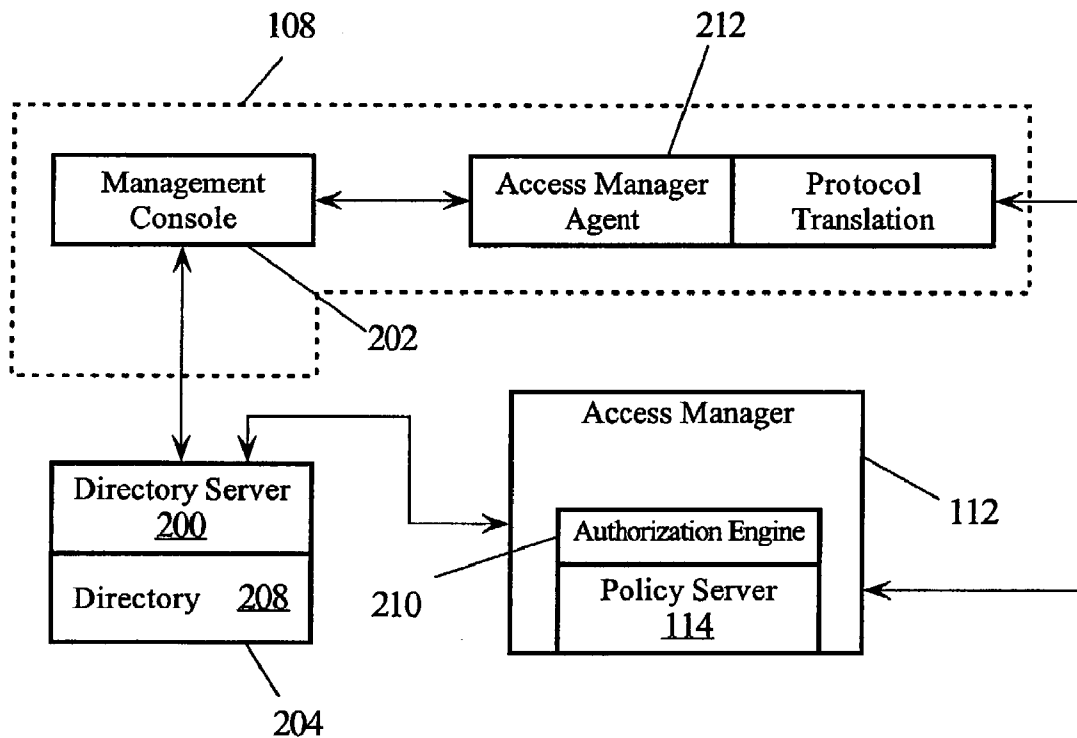 108
212
Management
Console
Access Manager
Agent
Protocol
Translation
202
Access Manager
Directory Server
200
112
Authorization Engine
Directory 208
210
Policy Server
114
204